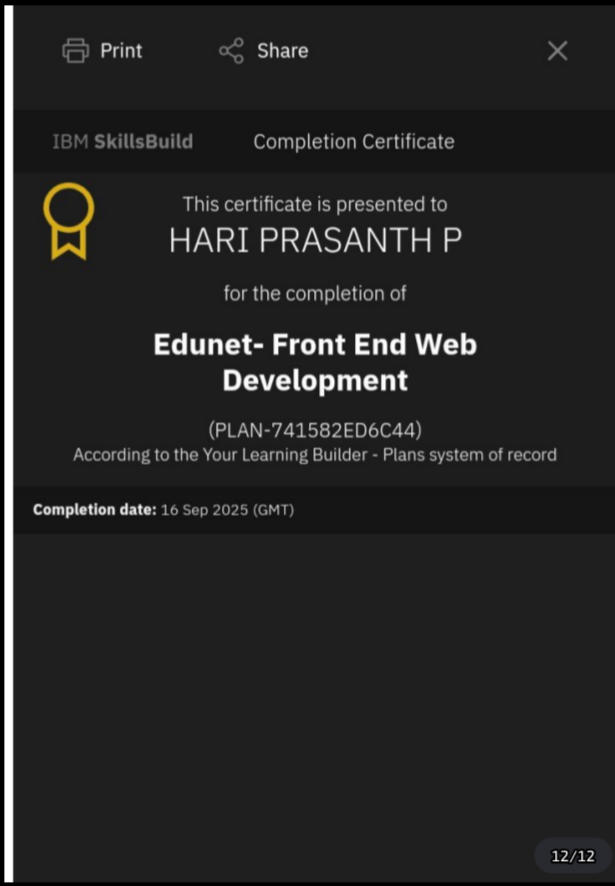 Print Share
IBM SkillsBuild Completion Certificate
This certificate is presented to
HARI PRASANTH P
for the completion of
Edunet- Front End Web
Development
(PLAN-741582ED6C44)
According to the Your Learning Builder - Plans system of record
Completion date: 16 Sep 2025 (GMT)
12/12